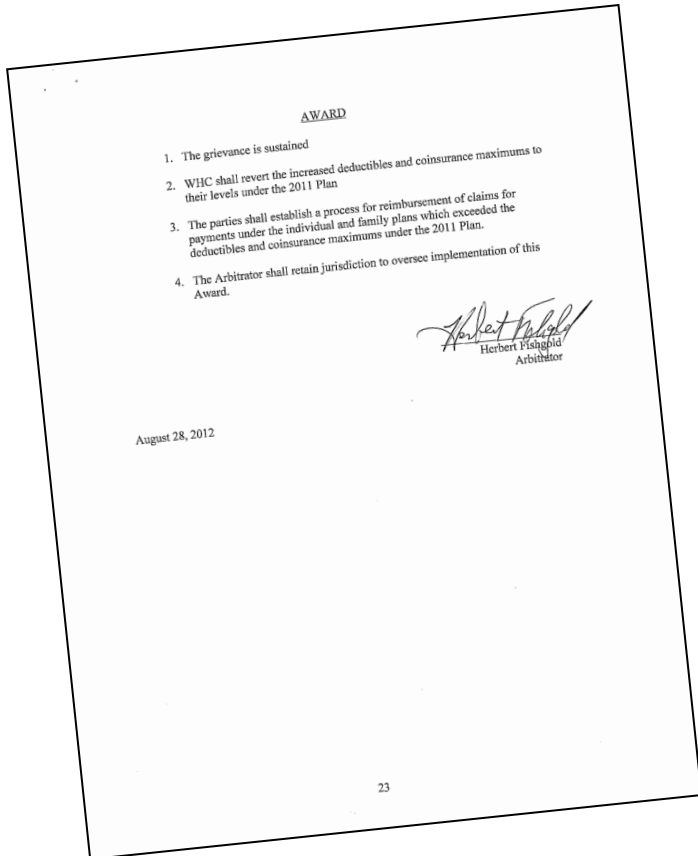 AWARD
1. The grievance is sustained
2. WHC shall revert the increased deductibles and coinsurance maximums to
their levels under the 2011 Plan
3. The parties shall establish a process for reimbursement of claims for
payments under the individual and family plans which exceeded the
deductibles and coinsurance maximums under the 2011 Plan.
4. The Arbitrator shall retain jurisdiction to oversee implementation of this
Award.
Herbert Fishgold
Herbert Fishgold
Arbitrator
August 28, 2012
23